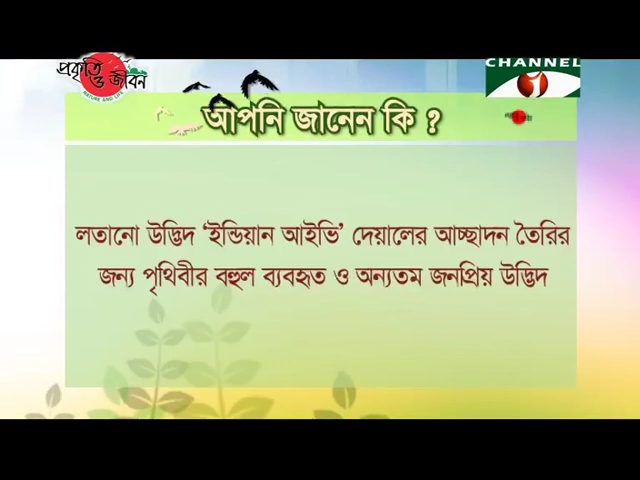 প্রকৃতি ও জীবন
NATURE AND LIFE
CHANNEL
i
আপনি জানেন কি ?
লতানো উদ্ভিদ ‘ইন্ডিয়ান আইভি’ দেয়ালের আচ্ছাদন তৈরির
জন্য পৃথিবীর বহুল ব্যবহৃত ও অন্যতম জনপ্রিয় উদ্ভিদ